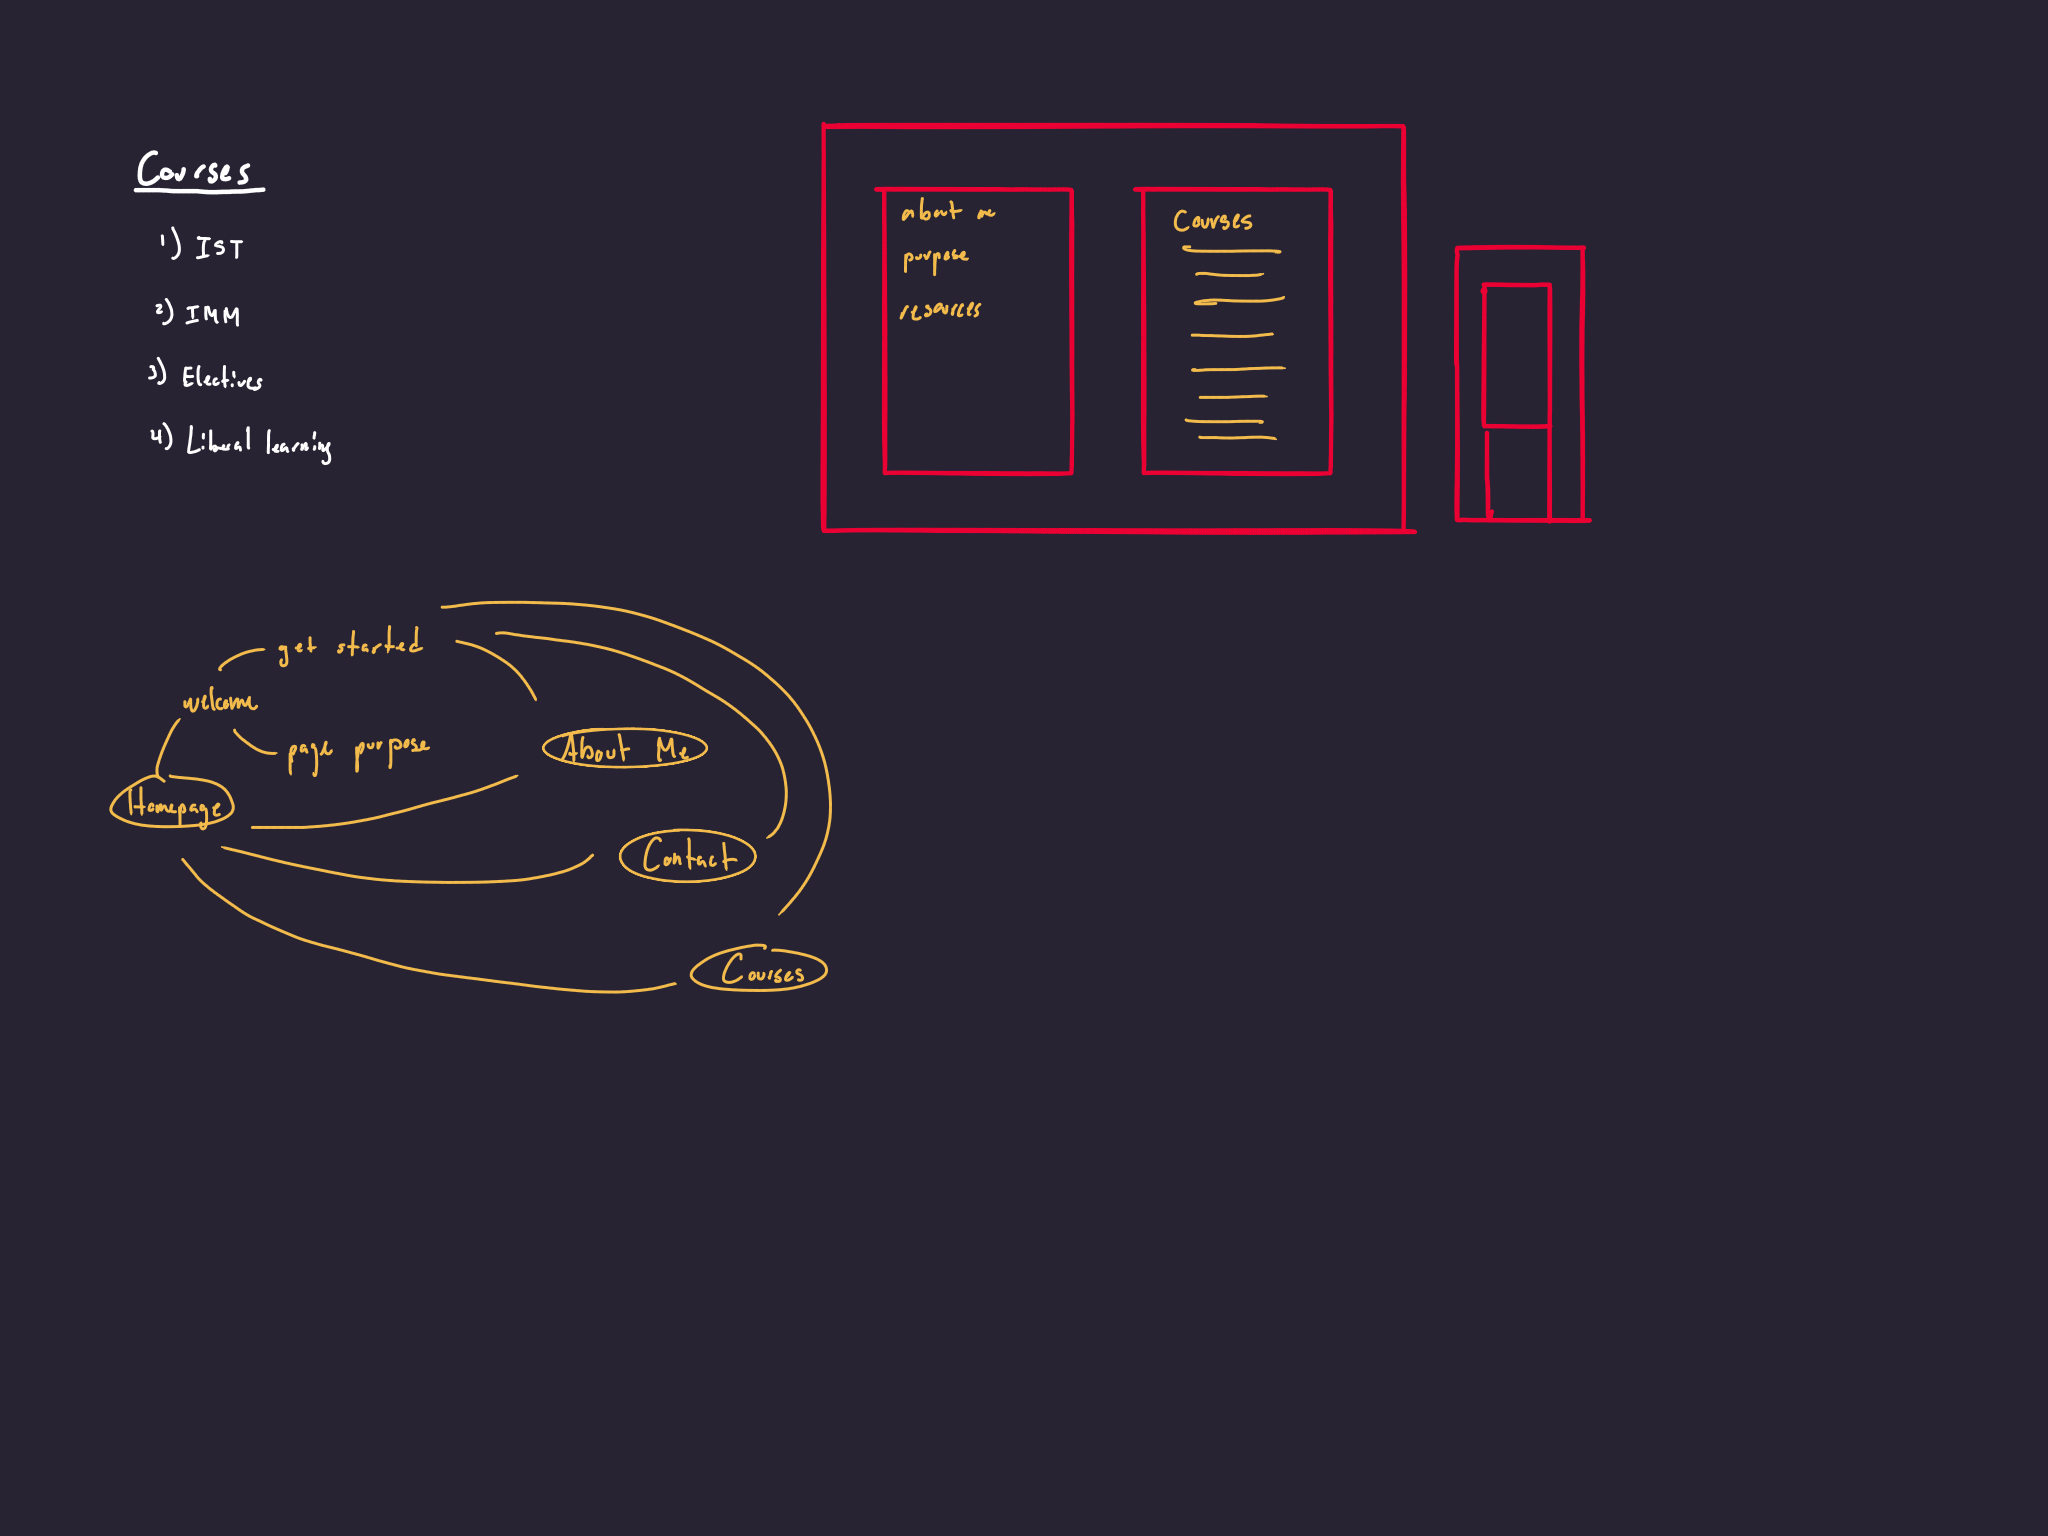 Courses
1) IST
2) IMM
3) Electives
4) Liberal learning
about me
purpose
resources
Courses
get started
welcome
page purpose
Homepage
About Me
Contact
Courses